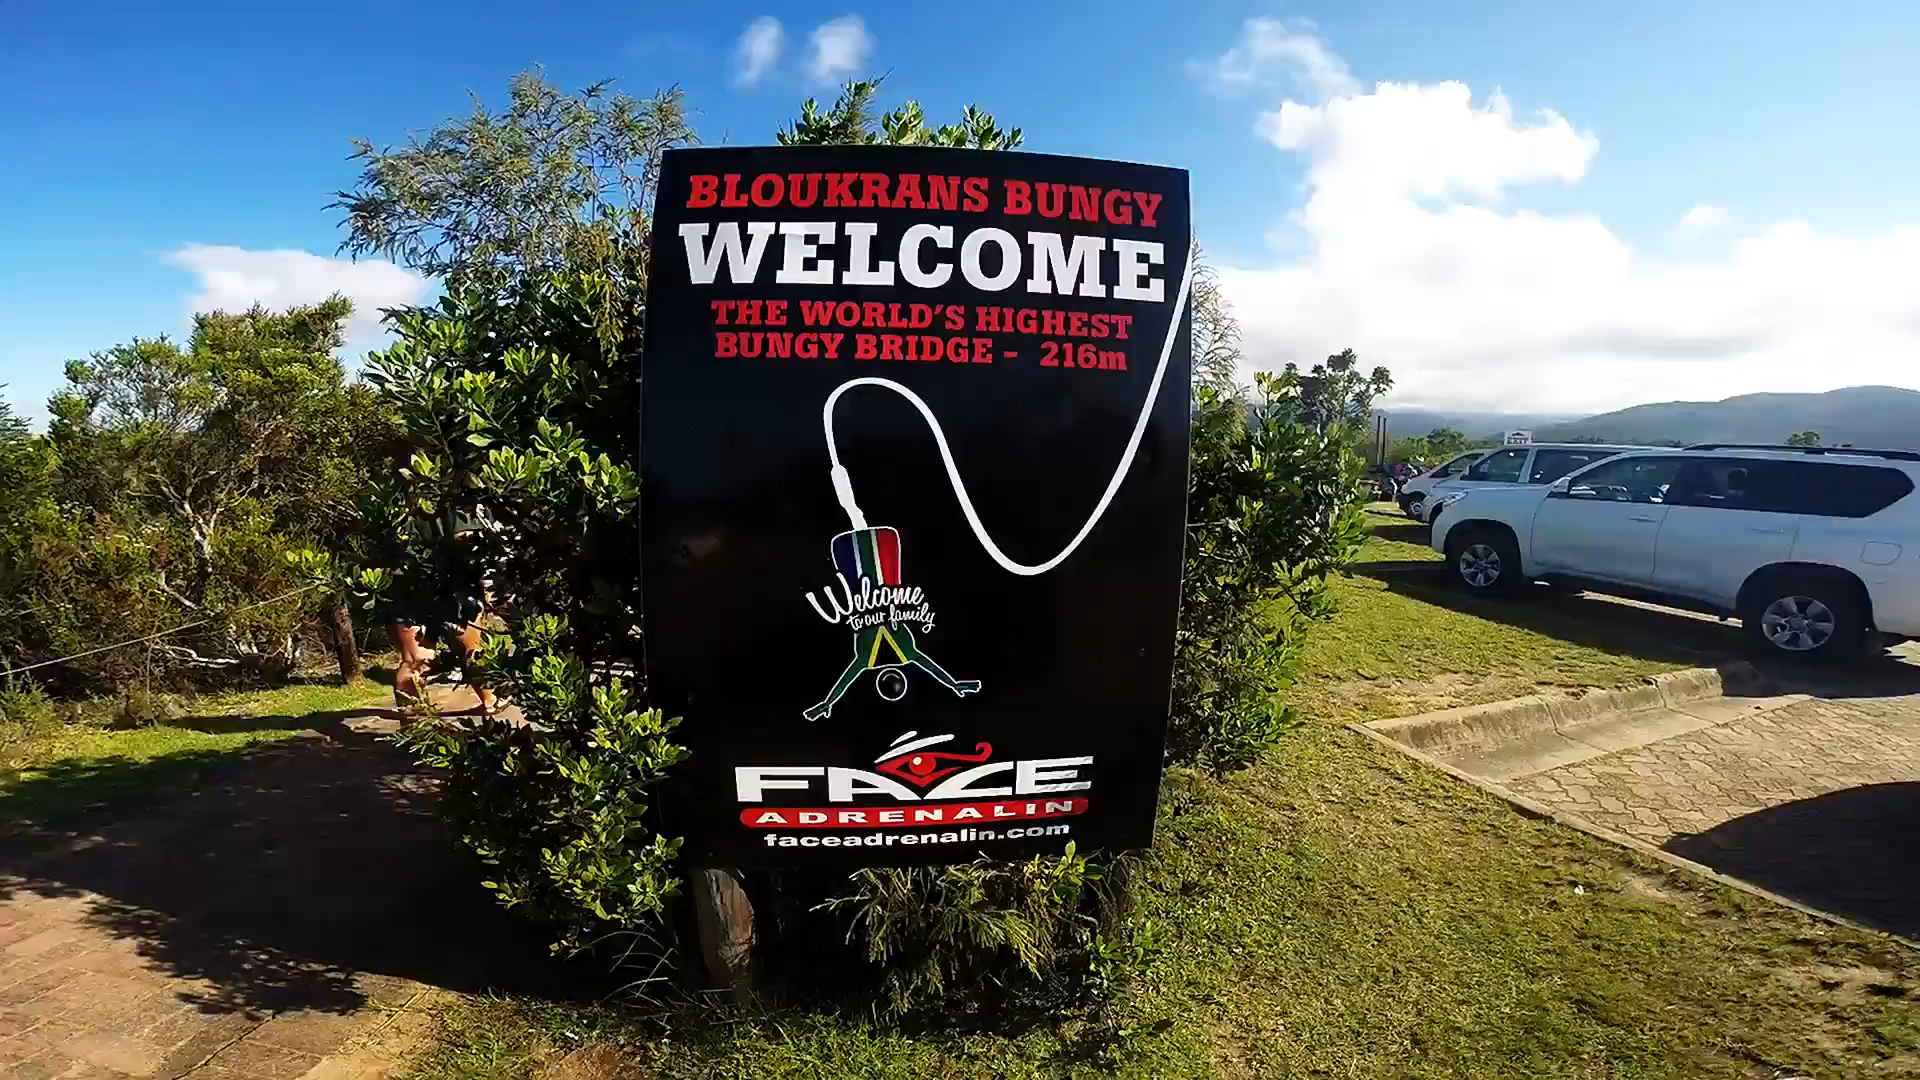 BLOUKRANS BUNGY
WELCOME
THE WORLD'S HIGHEST
BUNGY BRIDGE - 216m
Welcome
to our family
FACE
ADRENALIN
faceadrenalin.com